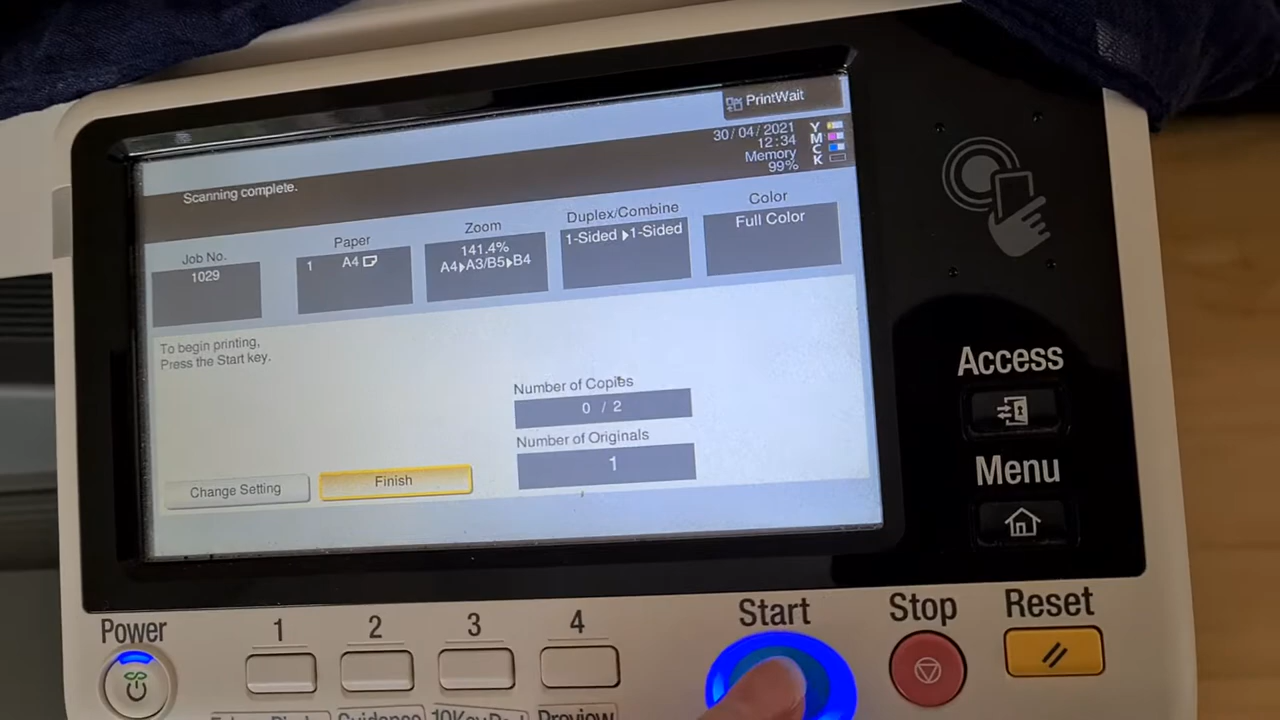 PrintWait
30/04/2021
12:34
Memory
99%
Y
M
C
K
Scanning complete.
Job No.
1029
Paper
1 A4
Zoom
141.4%
A4▸A3/B5▸B4
Duplex/Combine
1-Sided ▸1-Sided
Color
Full Color
To begin printing,
Press the Start key.
Number of Copies
0 / 2
Number of Originals
1
Change Setting
Finish
Access
Menu
Power
1
2
3
4
Start
Stop
Reset
Guidance
10KeyPad
Preview